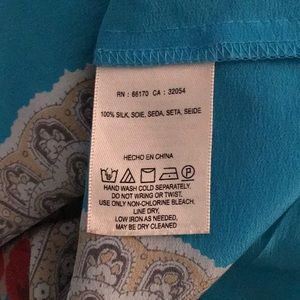 RN : 66170 CA : 32054
100% SILK, SOIE, SEDA, SETA, SEIDE
HECHO EN CHINA
HAND WASH COLD SEPARATELY.
DO NOT WRING OR TWIST.
USE ONLY NON-CHLORINE BLEACH,
LINE DRY,
LOW IRON AS NEEDED,
MAY BE DRY CLEANED